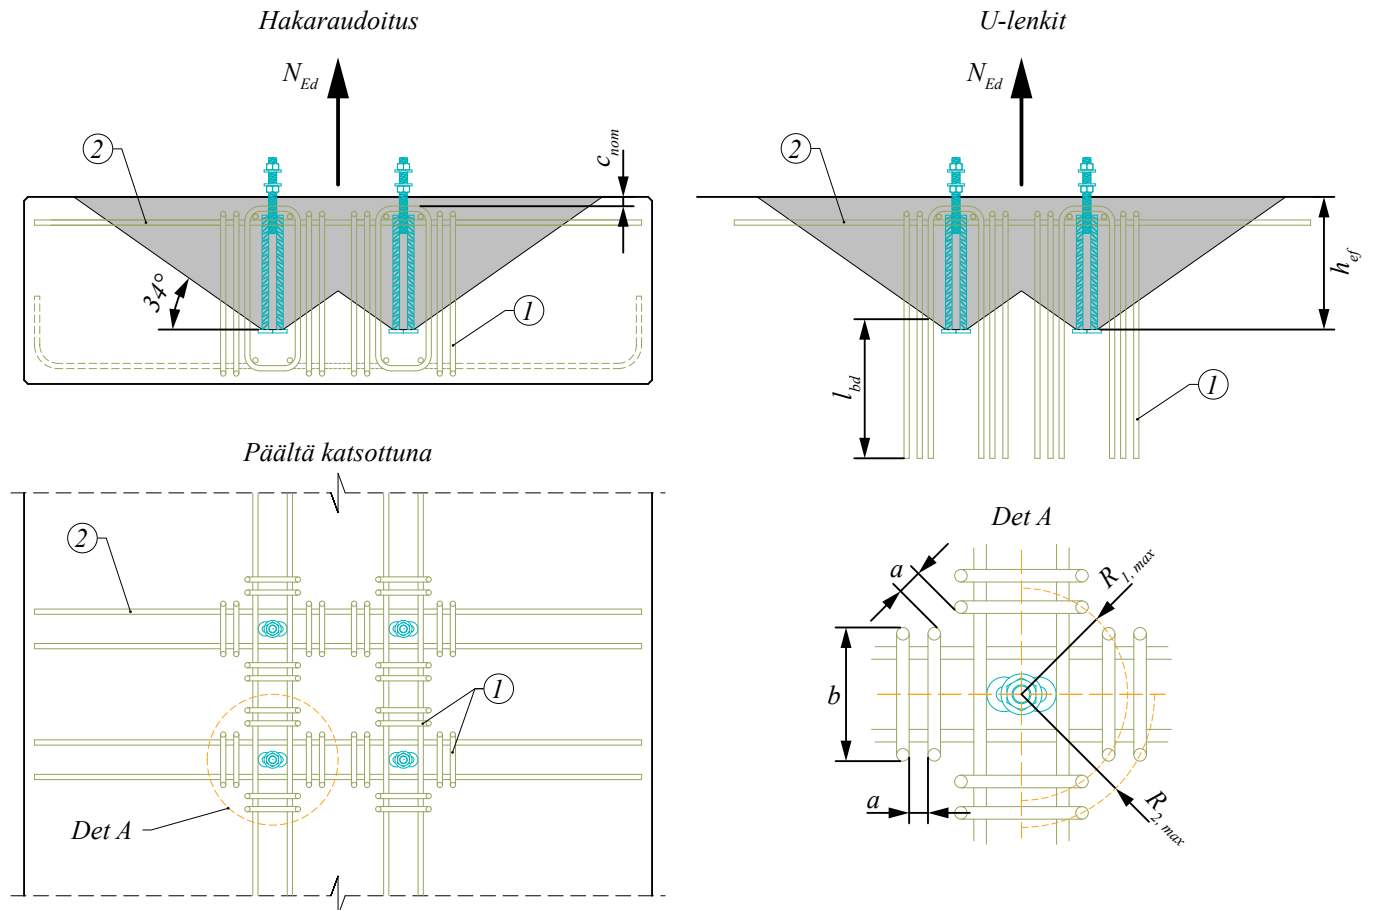 Hakaraudoitus
N_Ed
2
c_nom
34°
1
U-lenkit
N_Ed
2
h_ef
l_bd
1
Päältä katsottuna
2
1
Det A
Det A
a
R_1, max
b
a
R_2, max